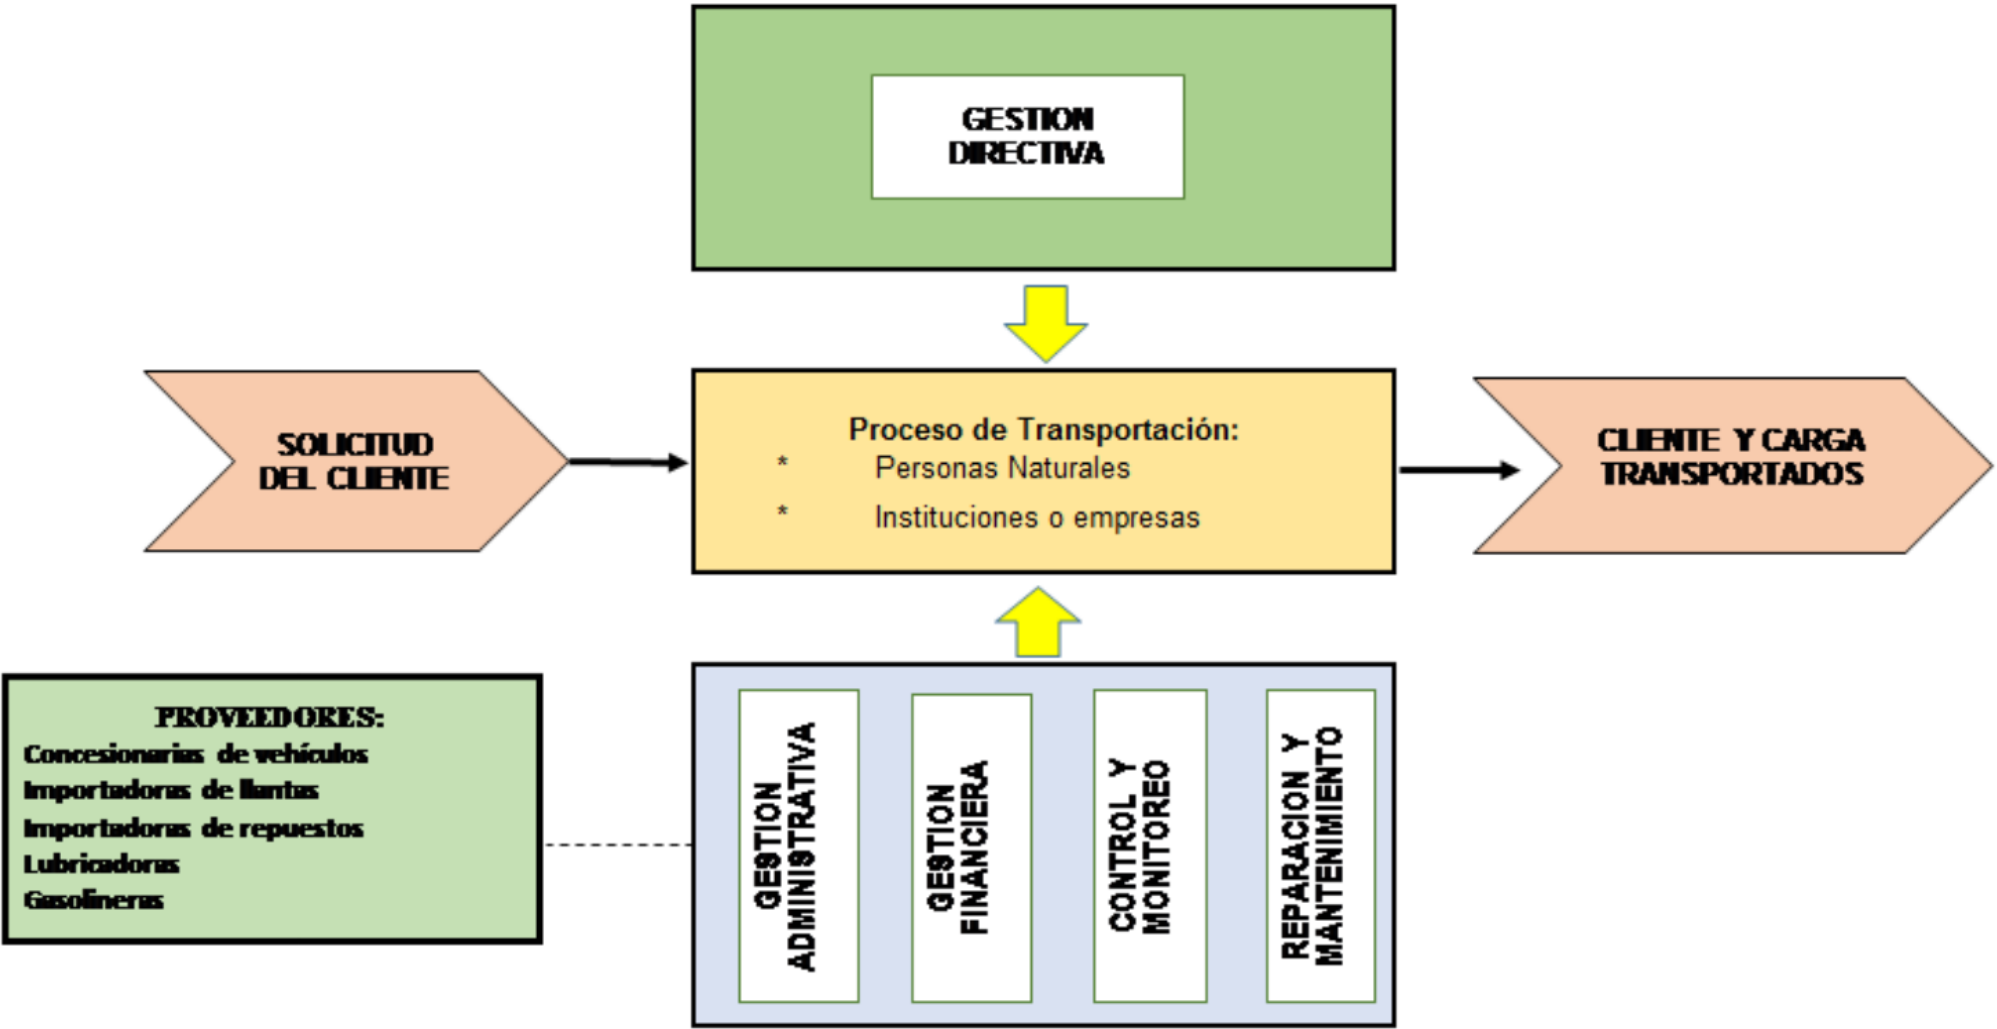 GESTION
DIRECTIVA
SOLICITUD
DEL CLIENTE
Proceso de Transportación:
* Personas Naturales
* Instituciones o empresas
CLIENTE Y CARGA
TRANSPORTADOS
PROVEEDORES:
Concesionarias de vehículos
Importadoras de llantas
Importadoras de repuestos
Lubricadoras
Gasolineras
GESTION
ADMINISTRATIVA
GESTION
FINANCIERA
CONTROL Y
MONITOREO
REPARACION Y
MANTENIMIENTO